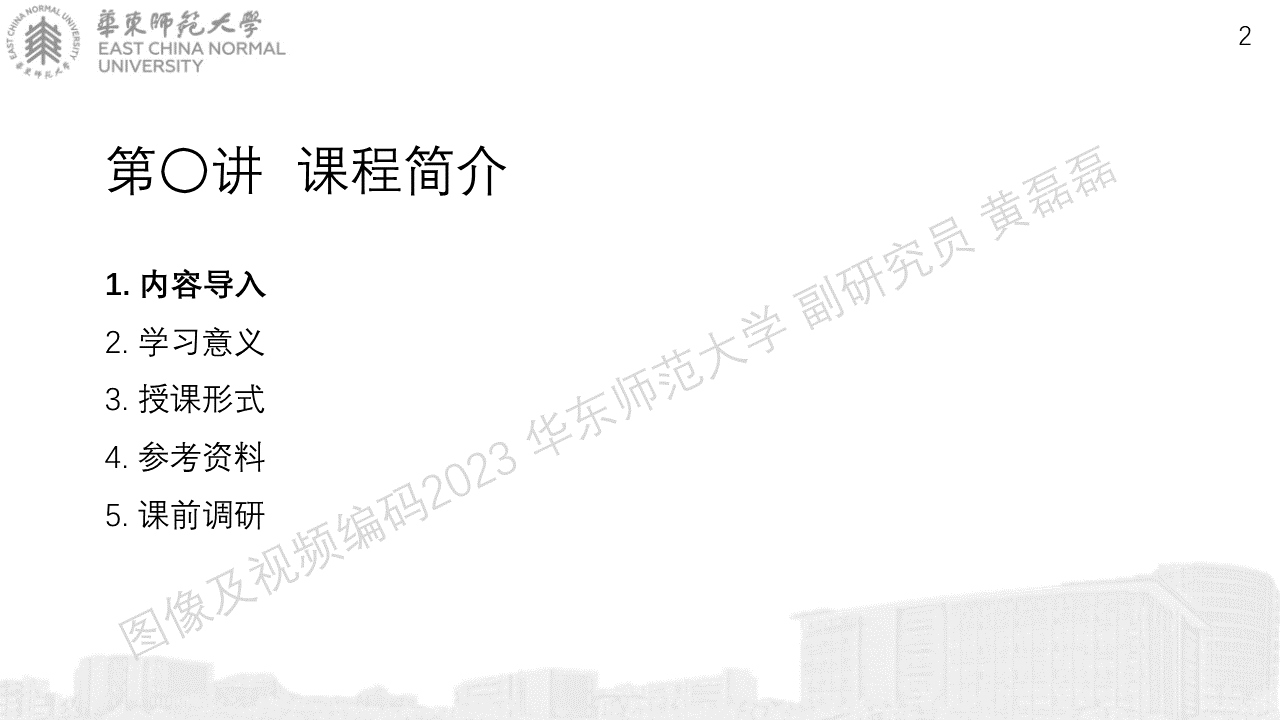 EAST CHINA NORMAL UNIVERSITY
華東師范大學
華東師范大學
EAST CHINA NORMAL
UNIVERSITY
2
第〇讲 课程简介
1. 内容导入
2. 学习意义
3. 授课形式
4. 参考资料
5. 课前调研
图像及视频编码2023 华东师范大学 副研究员 黄磊磊